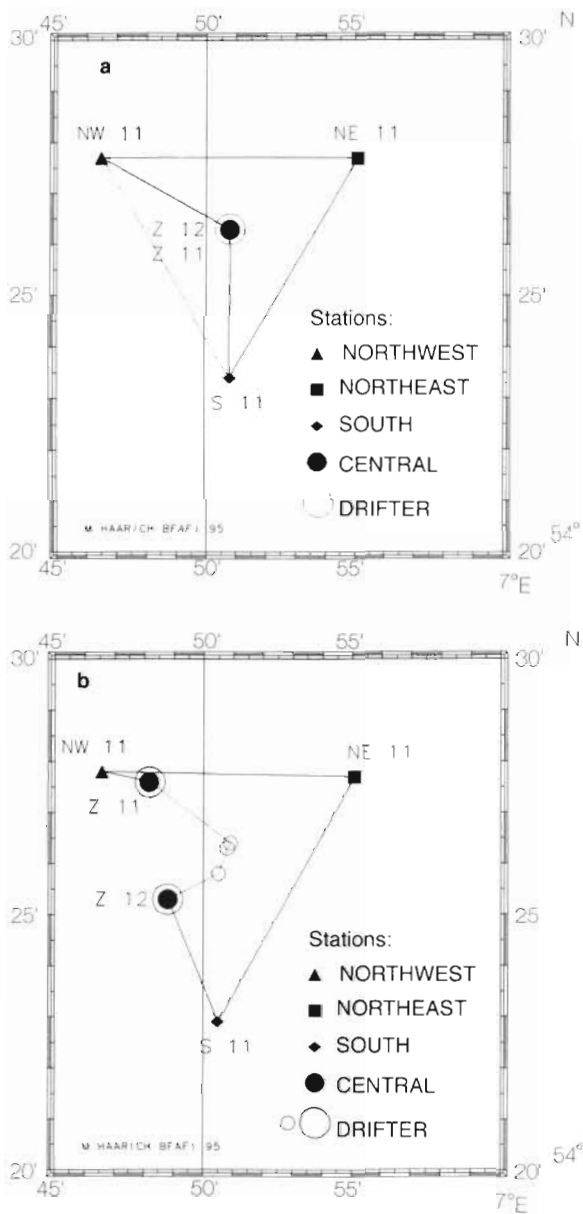 45' 50' 55' N
30' 30'
a
NW 11 NE 11
Z 12
Z 11
25' 25'
Stations:
NORTHWEST
NORTHEAST
S 11
SOUTH
CENTRAL
DRIFTER
M HAARICH BFAFI 95
20' 20' 54°
45' 50' 55' 7°E
45' 50' 55' N
30' 30'
b
NW 11 NE 11
Z 11
Z 12
25' 25'
Stations:
NORTHWEST
NORTHEAST
S 11
SOUTH
CENTRAL
DRIFTER
M HAARICH BFAFI 95
20' 20' 54°
45' 50' 55' 7°E